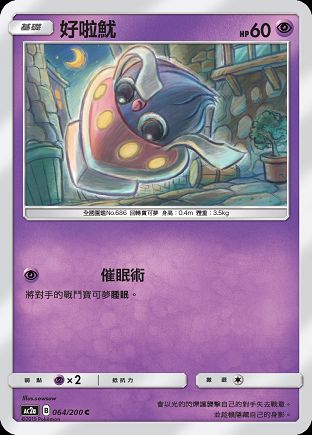 基礎 好啦魷 HP60
全國圖鑑No.686 迴轉寶可夢 身高：0.4m 體重：3.5kg
催眠術
將對手的戰鬥寶可夢睡眠。
弱點 ×2 抵抗力 撤退
Illus.sowsow
AC2a B 064/200 C
©2019 Pokémon
會以光的閃爍讓襲擊自己的對手失去戰意。
並趁機隱藏自己的身影。